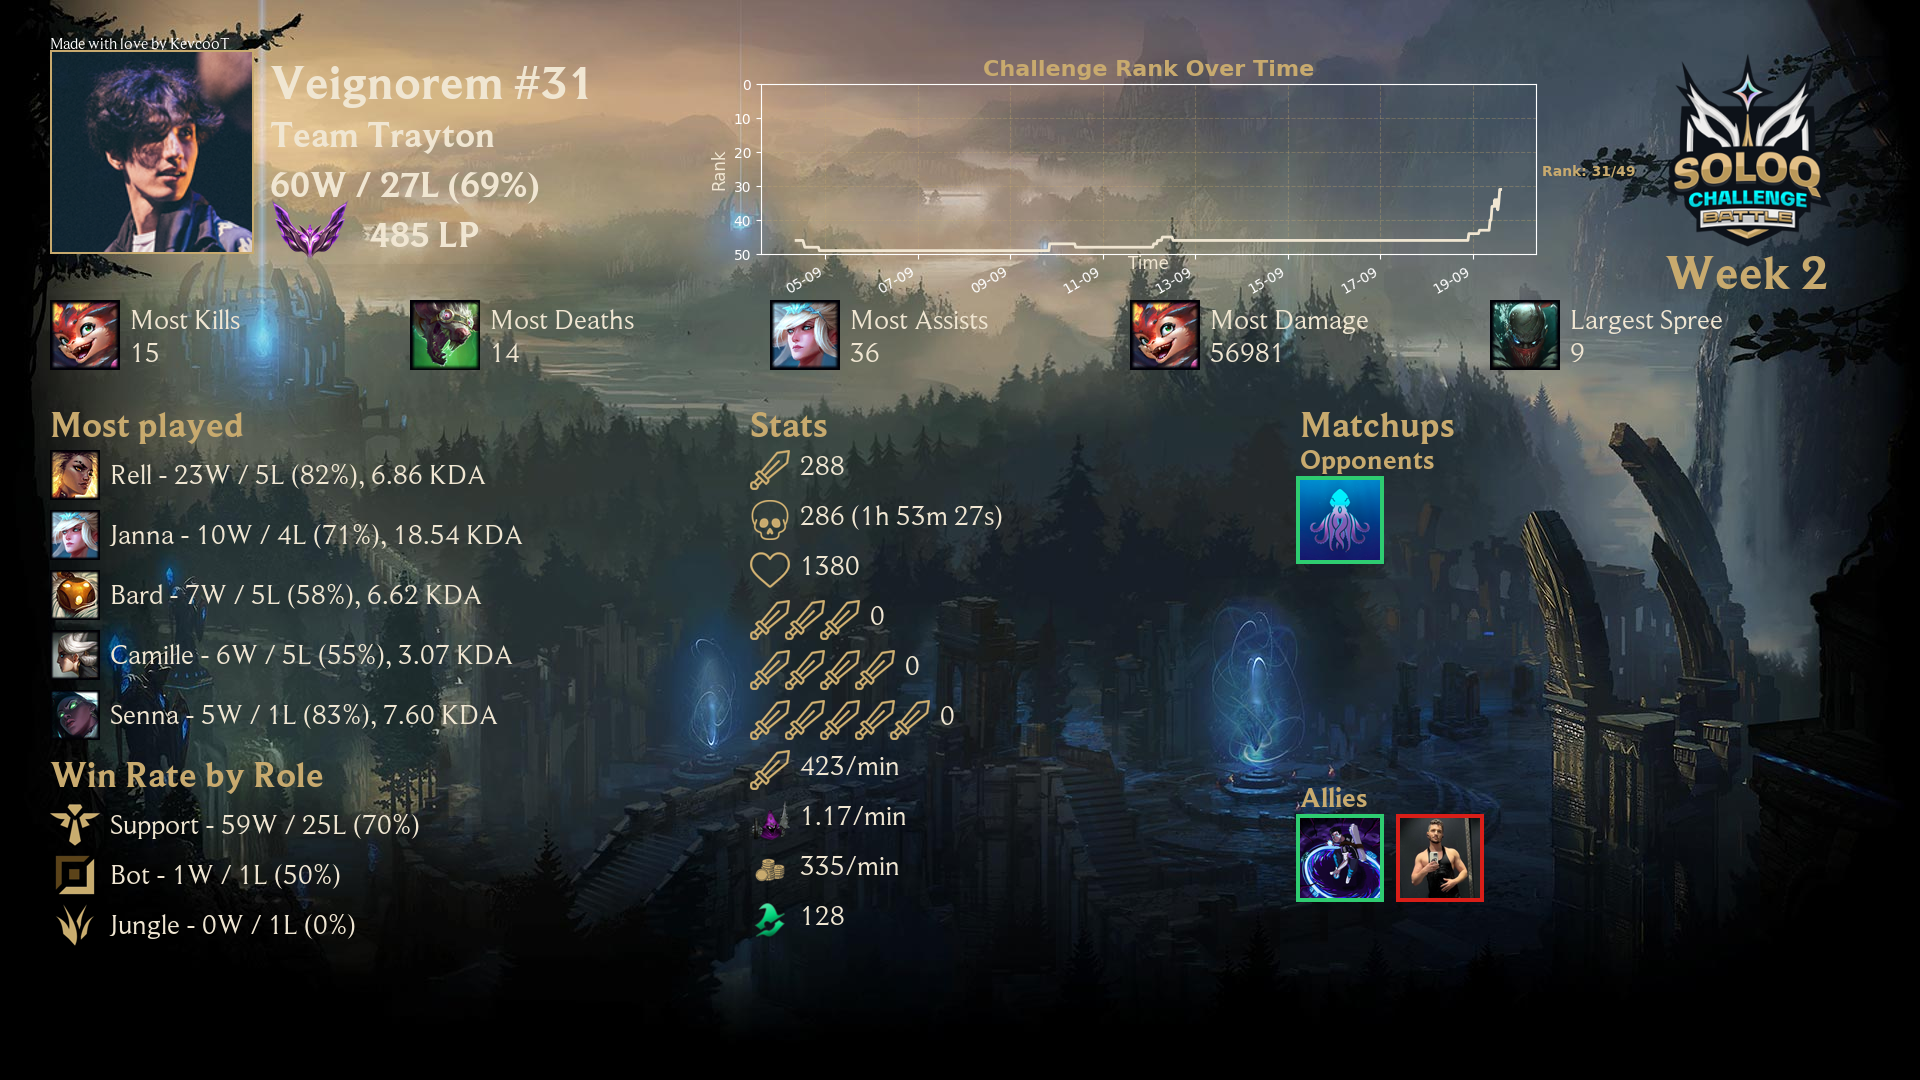 Made with love by KevcooT
Veignorem #31
Team Trayton
60W / 27L (69%)
485 LP
Challenge Rank Over Time
Rank
0
10
20
30
40
50
05-09
07-09
09-09
11-09
13-09
15-09
17-09
19-09
Time
Rank: 31/49
SOLOQ
CHALLENGE
BATTLE
Week 2
Most Kills
15
Most Deaths
14
Most Assists
36
Most Damage
56981
Largest Spree
9
Most played
Rell - 23W / 5L (82%), 6.86 KDA
Janna - 10W / 4L (71%), 18.54 KDA
Bard - 7W / 5L (58%), 6.62 KDA
Camille - 6W / 5L (55%), 3.07 KDA
Senna - 5W / 1L (83%), 7.60 KDA
Win Rate by Role
Support - 59W / 25L (70%)
Bot - 1W / 1L (50%)
Jungle - 0W / 1L (0%)
Stats
288
286 (1h 53m 27s)
1380
0
0
0
423/min
1.17/min
335/min
128
Matchups
Opponents
Allies